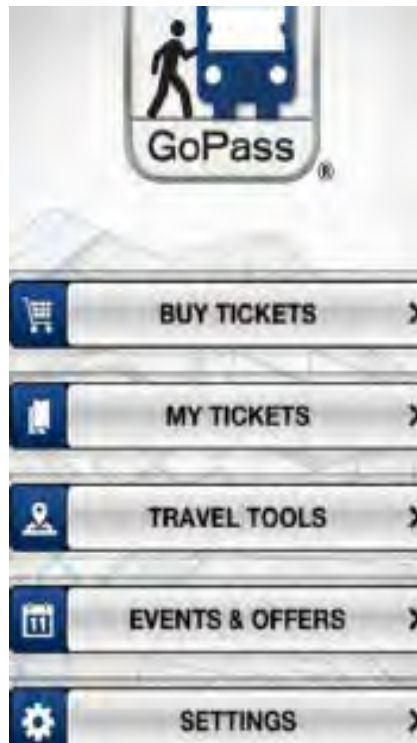 GoPass
®
BUY TICKETS
MY TICKETS
TRAVEL TOOLS
11
EVENTS & OFFERS
SETTINGS